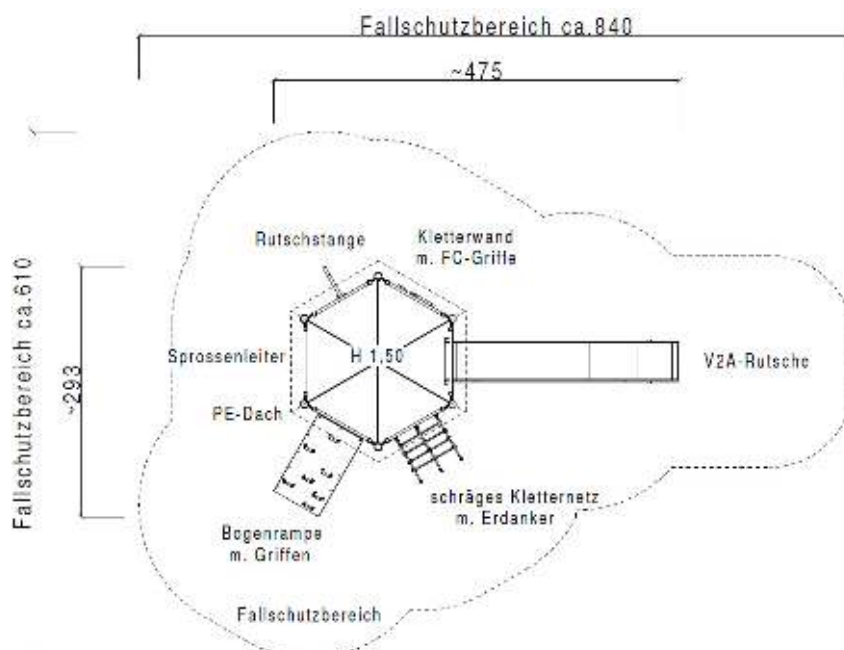 Fallschutzbereich ca.840
~475
Rutschstange
Kletterwand
m. FC-Griffe
Fallschutzbereich ca.610
~293
Sprossenleiter
H 1,50
V2A-Rutsche
PE-Dach
schräges Kletternetz
m. Erdanker
Bogenrampe
m. Griffen
Fallschutzbereich